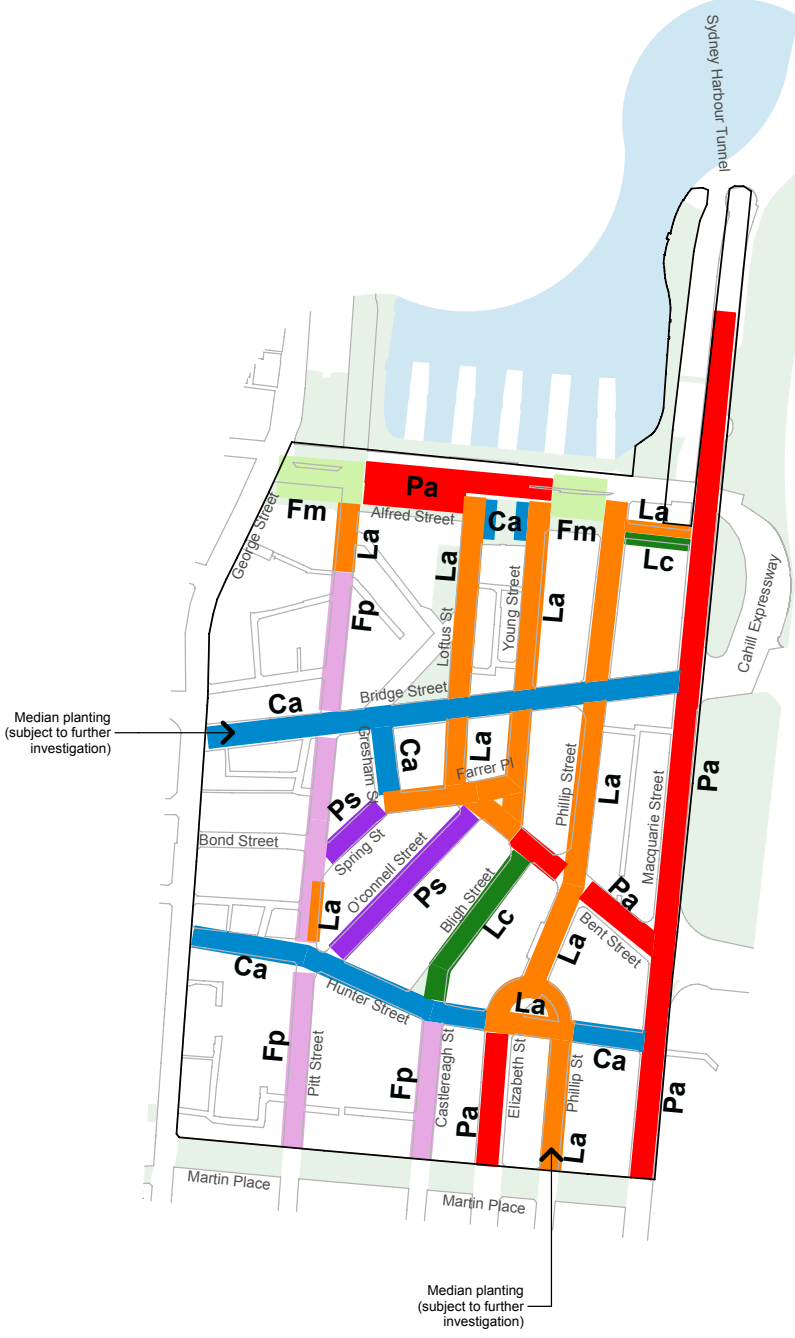 Sydney Harbour Tunnel
Pa
Fm
Alfred Street
Ca
Fm
La
George Street
La
La
Lc
Cahill Expressway
Fp
Loftus St
Young Street
La
Bridge Street
Ca
Median planting
(subject to further
investigation)
Gresham St
Ca
La
Farrer Pl
Phillip Street
La
Macquarie Street
Pa
Ps
Bond Street
Spring St
O'connell Street
Ps
Bligh Street
Lc
Pa
Bent Street
La
La
Ca
Hunter Street
La
Ca
Fp
Pitt Street
Fp
Castlereagh St
Pa
Elizabeth St
Phillip St
La
Pa
Martin Place
Martin Place
Median planting
(subject to further
investigation)